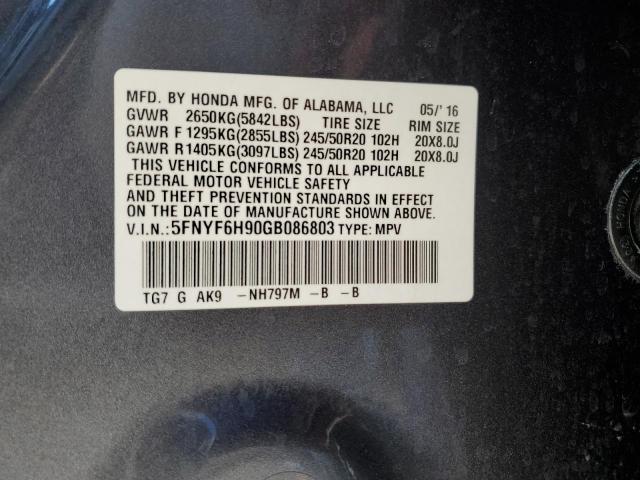 MFD. BY HONDA MFG. OF ALABAMA, LLC 05/'16
GVWR 2650KG(5842LBS) TIRE SIZE RIM SIZE
GAWR F 1295KG(2855LBS) 245/50R20 102H 20X8.0J
GAWR R 1405KG(3097LBS) 245/50R20 102H 20X8.0J
THIS VEHICLE CONFORMS TO ALL APPLICABLE
FEDERAL MOTOR VEHICLE SAFETY
AND THEFT PREVENTION STANDARDS IN EFFECT
ON THE DATE OF MANUFACTURE SHOWN ABOVE.
V.I.N.: 5FNYF6H90GB086803 TYPE: MPV
TG7 G AK9 -NH797M -B -B
HONDA